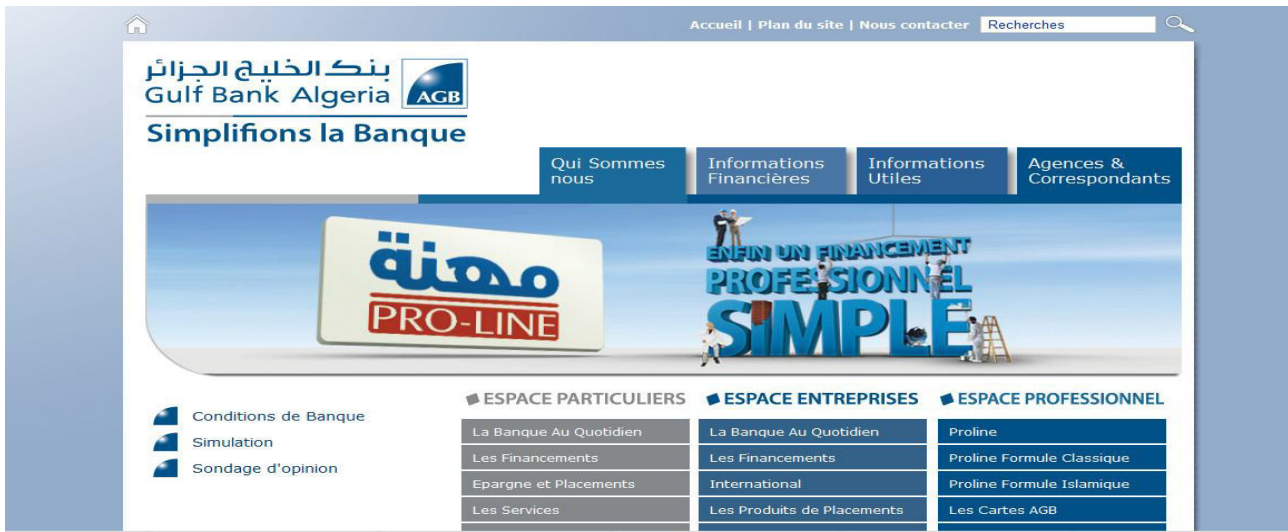 Accueil | Plan du site | Nous contacter Recherches
بنك الخليج الجزائر
Gulf Bank Algeria AGB
Simplifions la Banque
Qui Sommes nous
Informations Financières
Informations Utiles
Agences & Correspondants
مهنة
PRO-LINE
ENFIN UN FINANCEMENT
PROFESSIONNEL
SIMPLE
Conditions de Banque
Simulation
Sondage d'opinion
ESPACE PARTICULIERS
La Banque Au Quotidien
Les Financements
Epargne et Placements
Les Services
ESPACE ENTREPRISES
La Banque Au Quotidien
Les Financements
International
Les Produits de Placements
ESPACE PROFESSIONNEL
Proline
Proline Formule Classique
Proline Formule Islamique
Les Cartes AGB